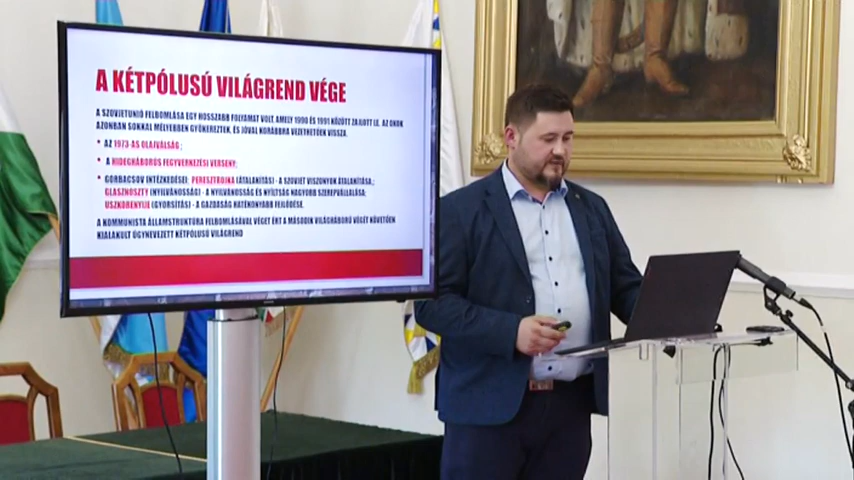 A KÉTPÓLUSÚ VILÁGREND VÉGE
A SZOVJETUNIÓ FELBOMLÁSA EGY HOSSZABB FOLYAMAT VOLT, AMELY 1990 ÉS 1991 KÖZÖTT ZAJLOTT LE. AZ OKOK
AZONBAN SOKKAL MÉLYEBBEN GYÖKEREZTEK, ÉS JÓVAL KORÁBBRA VEZETHETŐEN VISSZA.
• AZ 1973-AS OLAJVÁLSÁG;
• A HIDEGHÁBORÚS FEGYVERKEZÉSI VERSENY;
• GORBACSOV INTÉZKEDÉSEI: PERESZTROJKA (ÁTALAKÍTÁS) - A SZOVJET VISZONYOK ÁTALAKÍTÁSA;
GLASZNOSZTY (NYILVÁNOSSÁG) - A NYILVÁNOSSÁG ÉS NYÍLTSÁG NAGYOBB SZEREPVÁLLALÁSA;
USZKORENYIJE (GYORSÍTÁS) - A GAZDASÁG HATÉKONYABB FEJLŐDÉSE.
A KOMMUNISTA ÁLLAMSTRUKTÚRA FELBOMLÁSÁVAL VÉGET ÉRT A MÁSODIK VILÁGHÁBORÚ VÉGÉT KÖVETŐEN
KIALAKULT ÚGYNEVEZETT KÉTPÓLUSÚ VILÁGREND